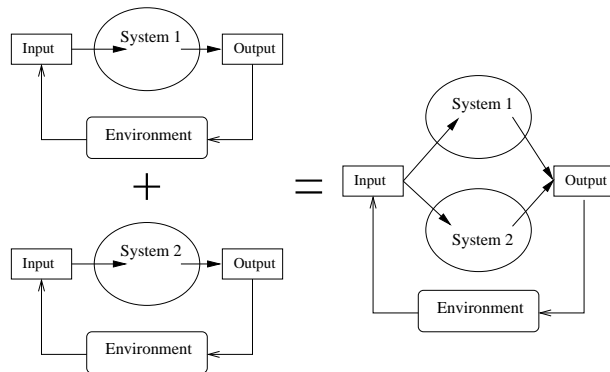 Input
System 1
Output
Environment
+
Input
System 2
Output
Environment
=
System 1
Input
Output
System 2
Environment